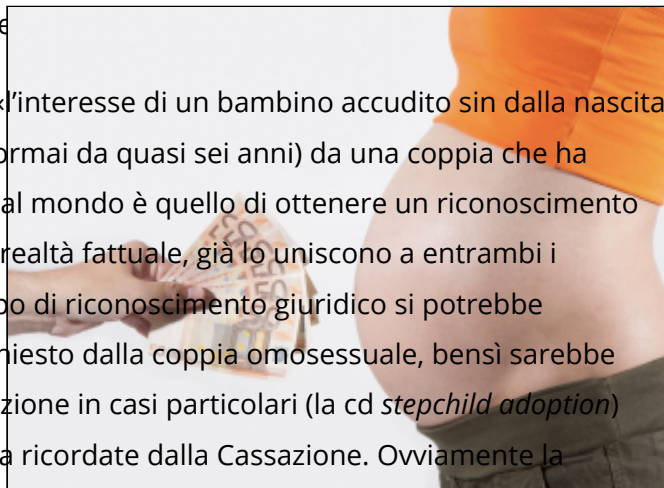 «l'interesse di un bambino accudito sin dalla nascita
ormai da quasi sei anni) da una coppia che ha
al mondo è quello di ottenere un riconoscimento
realtà fattuale, già lo uniscono a entrambi i
po di riconoscimento giuridico si potrebbe
hiesto dalla coppia omosessuale, bensì sarebbe
zione in casi particolari (la cd stepchild adoption)
a ricordate dalla Cassazione. Ovviamente la